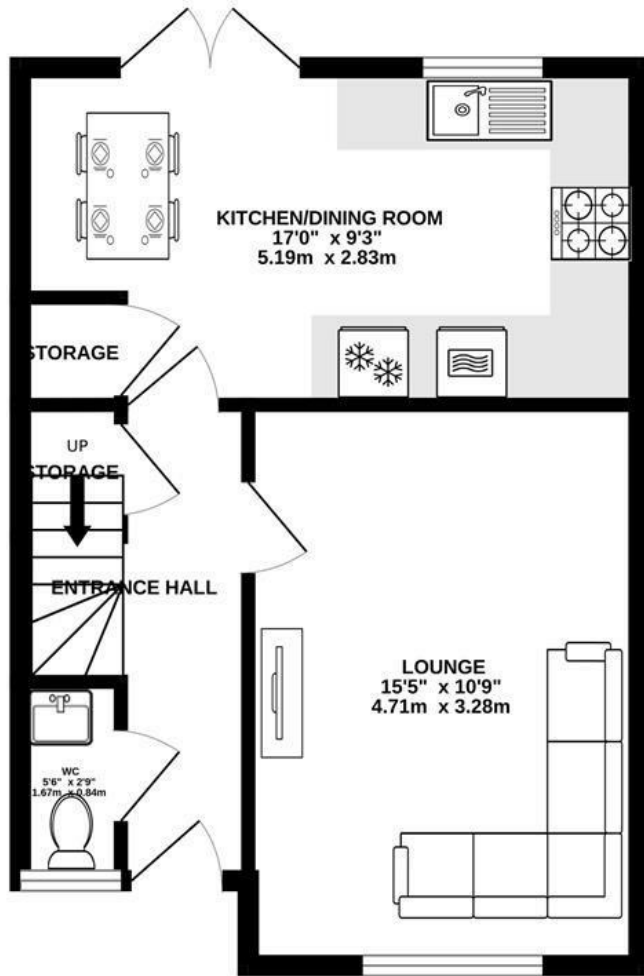 KITCHEN/DINING ROOM
17'0" x 9'3"
5.19m x 2.83m
STORAGE
UP
STORAGE
ENTRANCE HALL
LOUNGE
15'5" x 10'9"
4.71m x 3.28m
WC
5'6" x 2'9"
1.67m x 0.84m